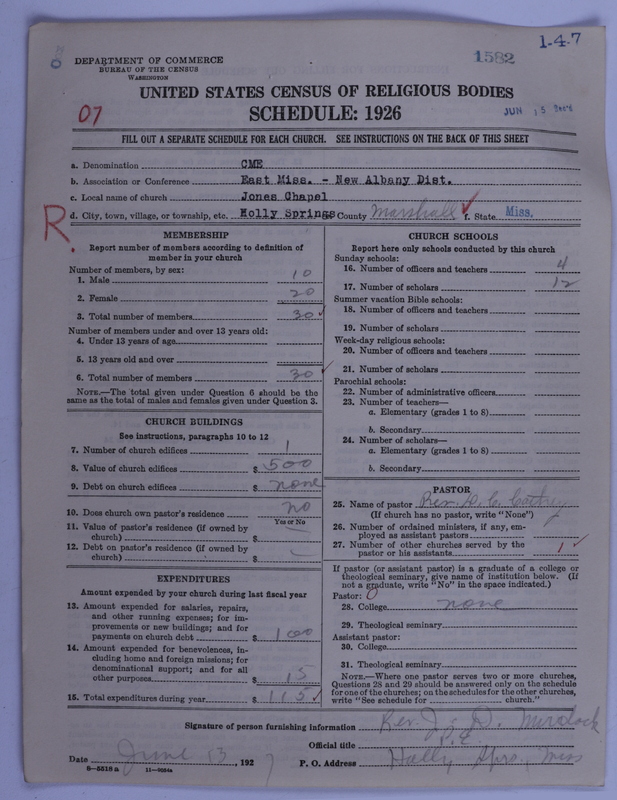 1-4-7
1582
DEPARTMENT OF COMMERCE
BUREAU OF THE CENSUS
WASHINGTON
UNITED STATES CENSUS OF RELIGIOUS BODIES
07
SCHEDULE: 1926
JUN 15
FILL OUT A SEPARATE SCHEDULE FOR EACH CHURCH. SEE INSTRUCTIONS ON THE BACK OF THIS SHEET
a. Denomination CME
b. Association or Conference East Miss. - New Albany Dist.
c. Local name of church Jones Chapel
R. d. City, town, village, or township, etc. Holly Springs County Marshall f. State Miss.
MEMBERSHIP
Report number of members according to definition of
member in your church
Number of members, by sex:
1. Male 10
2. Female 20
3. Total number of members 30
Number of members under and over 13 years old:
4. Under 13 years of age
5. 13 years old and over
6. Total number of members 30
NOTE.—The total given under Question 6 should be the
same as the total of males and females given under Question 3.
CHURCH BUILDINGS
See instructions, paragraphs 10 to 12
7. Number of church edifices 1
8. Value of church edifices $ 500
9. Debt on church edifices $ none
10. Does church own pastor's residence? no
Yes or No
11. Value of pastor's residence (if owned by
church) $
12. Debt on pastor's residence (if owned by
church) $
EXPENDITURES
Amount expended by your church during last fiscal year
13. Amount expended for salaries, repairs,
and other running expenses; for im-
provements or new buildings; and for
payments on church debt $ 100
14. Amount expended for benevolences, in-
cluding home and foreign missions; for
denominational support; and for all
other purposes $ 15
15. Total expenditures during year $ 115
CHURCH SCHOOLS
Report here only schools conducted by this church
Sunday schools:
16. Number of officers and teachers 4
17. Number of scholars 12
Summer vacation Bible schools:
18. Number of officers and teachers
19. Number of scholars
Week-day religious schools:
20. Number of officers and teachers
21. Number of scholars
Parochial schools:
22. Number of administrative officers
23. Number of teachers—
a. Elementary (grades 1 to 8)
b. Secondary
24. Number of scholars—
a. Elementary (grades 1 to 8)
b. Secondary
PASTOR
25. Name of pastor Rev. D. C.
(If church has no pastor, write "None")
26. Number of ordained ministers, if any, em-
ployed as assistant pastors
27. Number of other churches served by the
pastor or his assistants 1
If pastor (or assistant pastor) is a graduate of a college or
theological seminary, give name of institution below. (If
not a graduate, write "No" in the space indicated.)
Pastor: 0
28. College none
29. Theological seminary
Assistant pastor:
30. College
31. Theological seminary
NOTE.—Where one pastor serves two or more churches,
Questions 28 and 29 should be answered only on the schedule
for one of the churches; on the schedules for the other churches,
write "See schedule for church."
Signature of person furnishing information Rev. J. D. Murdock
Official title P. E.
Date June 13, 1927 P. O. Address Holly Sprs, Miss
8—5518 a